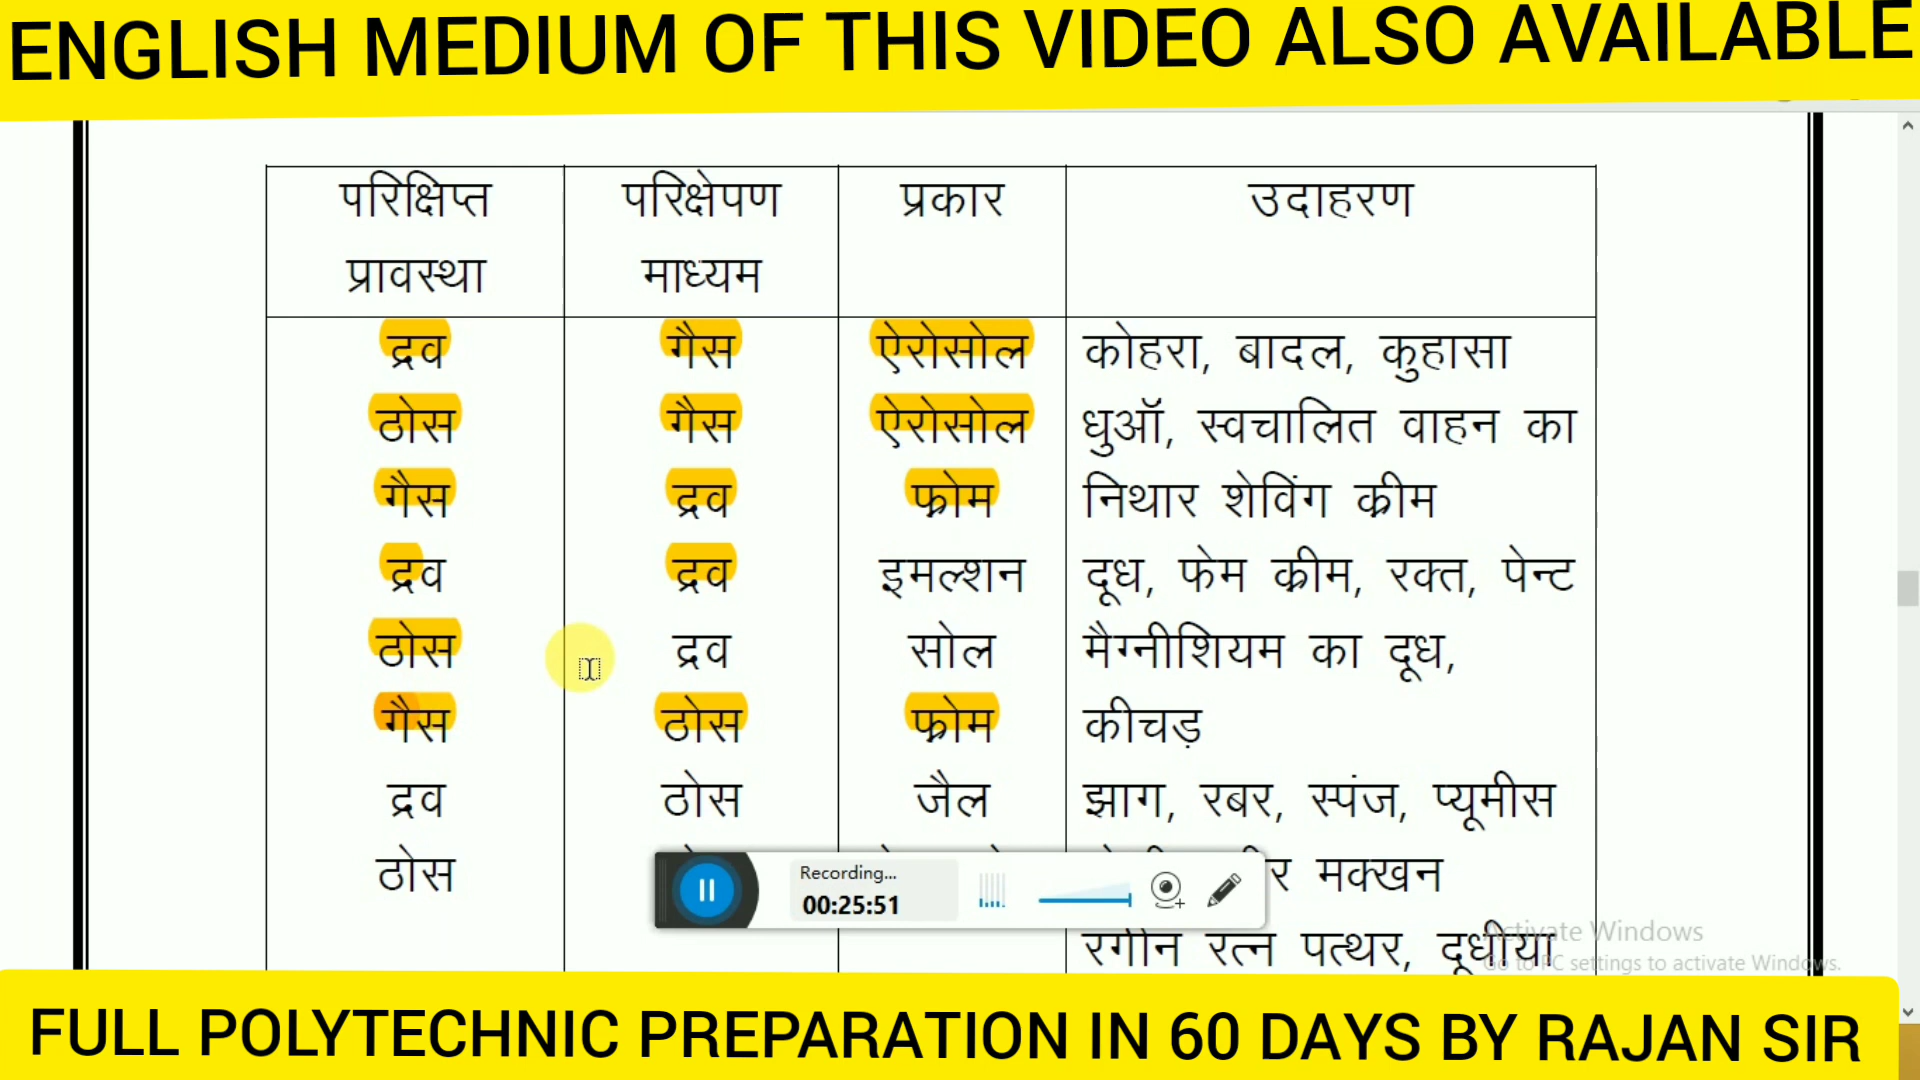 ENGLISH MEDIUM OF THIS VIDEO ALSO AVAILABLE
परिक्षिप्त परिक्षेपण प्रकार उदाहरण
प्रावस्था माध्यम
द्रव गैस ऐरोसोल कोहरा, बादल, कुहासा
ठोस गैस ऐरोसोल धुऑ, स्वचालित वाहन का
गैस द्रव फ़ोम निथार शेविंग क्रीम
द्रव द्रव इमल्शन दूध, फेम क्रीम, रक्त, पेन्ट
ठोस द्रव सोल मैग्नीशियम का दूध,
गैस ठोस फ़ोम कीचड़
द्रव ठोस जैल झाग, रबर, स्पंज, प्यूमीस
ठोस मक्खन
रंगीन रत्न पत्थर, दूधीया
Recording...
00:25:51
Activate Windows
Go to PC settings to activate Windows.
FULL POLYTECHNIC PREPARATION IN 60 DAYS BY RAJAN SIR